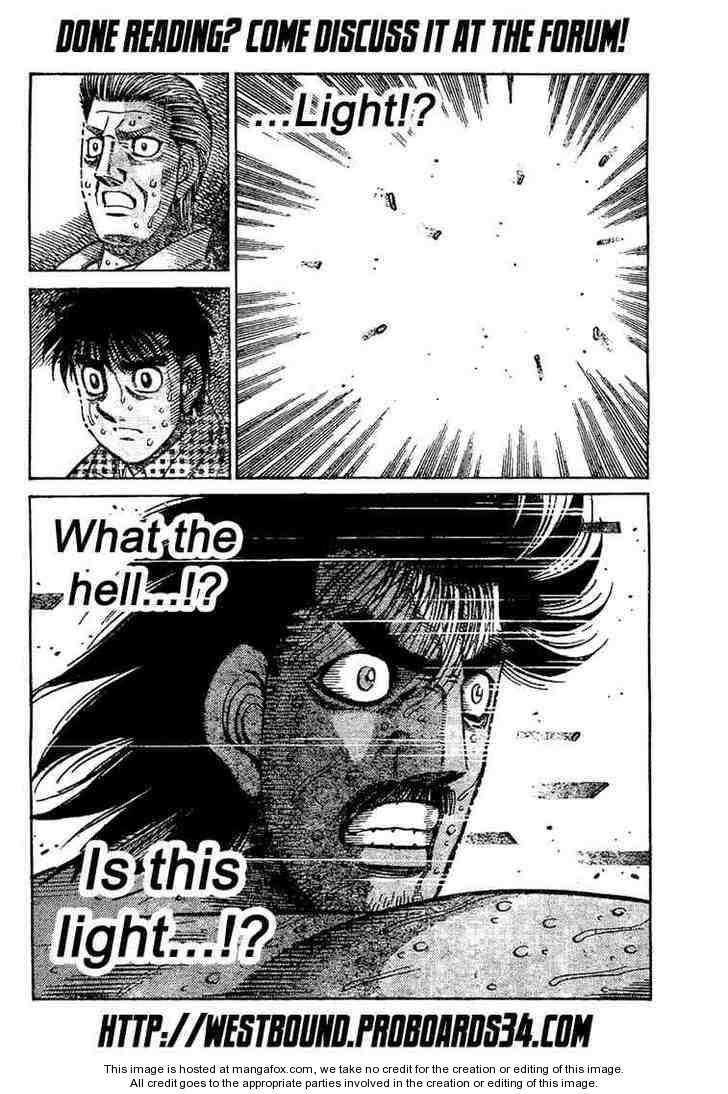 DONE READING? COME DISCUSS IT AT THE FORUM!
...Light!?
What the
hell...!?
Is this
light...!?
HTTP://WESTBOUND.PROBOARDS34.COM
This image is hosted at mangafox.com, we take no credit for the creation or editing of this image.
All credit goes to the appropriate parties involved in the creation or editing of this image.